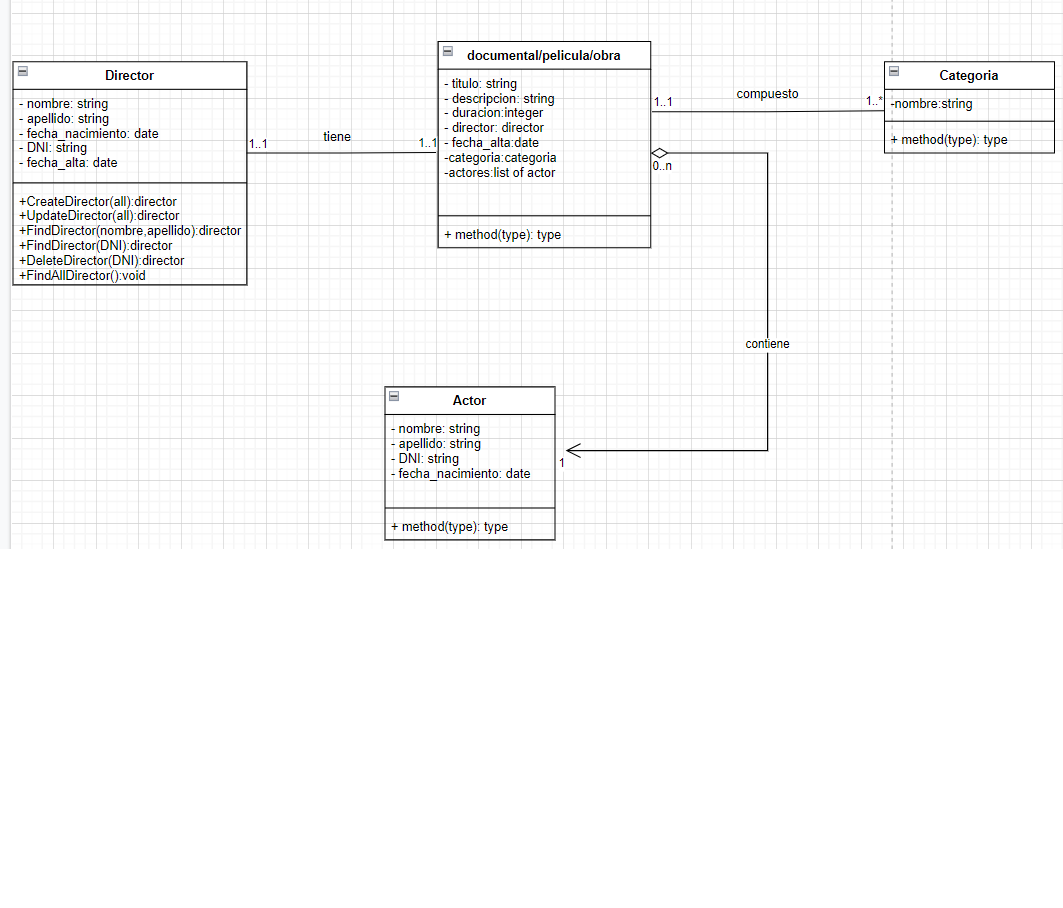 Director
- nombre: string
- apellido: string
- fecha_nacimiento: date
- DNI: string
- fecha_alta: date
+CreateDirector(all):director
+UpdateDirector(all):director
+FindDirector(nombre,apellido):director
+FindDirector(DNI):director
+DeleteDirector(DNI):director
+FindAllDirector():void
1..1
tiene
1..1
documental/pelicula/obra
- titulo: string
- descripcion: string
- duracion:integer
- director: director
- fecha_alta:date
-categoria:categoria
-actores:list of actor
+ method(type): type
1..1
compuesto
1..*
Categoria
-nombre:string
+ method(type): type
0..n
contiene
1
Actor
- nombre: string
- apellido: string
- DNI: string
- fecha_nacimiento: date
+ method(type): type